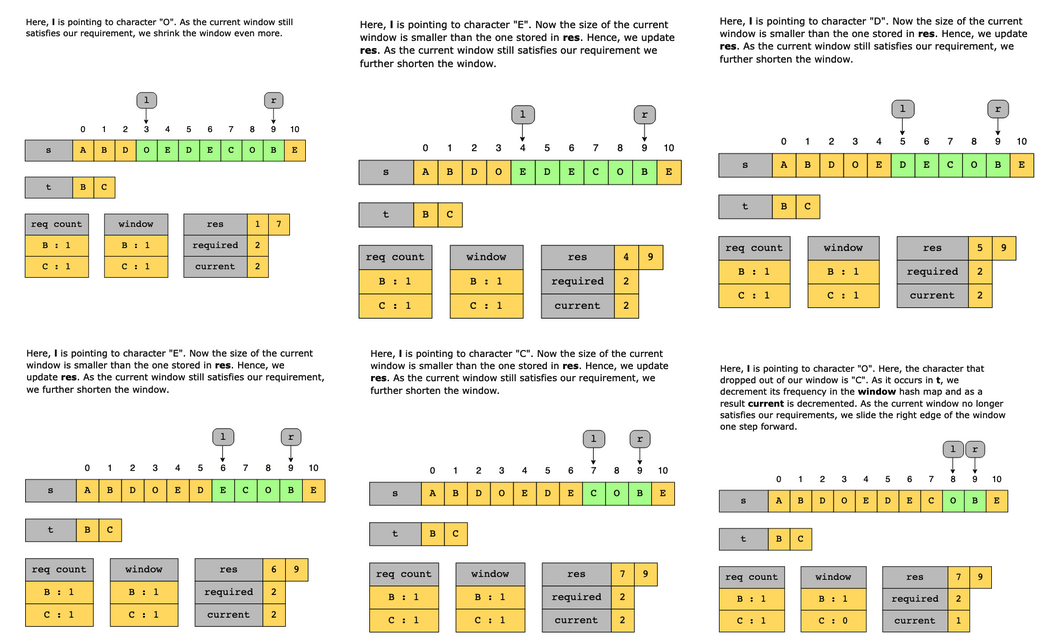 Here, l is pointing to character "O". As the current window still
satisfies our requirement, we shrink the window even more.
l r
0 1 2 3 4 5 6 7 8 9 10
s A B D O E D E C O B E
t B C
req count window res 1 7
B : 1 B : 1 required 2
C : 1 C : 1 current 2
Here, l is pointing to character "E". Now the size of the current
window is smaller than the one stored in res. Hence, we update
res. As the current window still satisfies our requirement we
further shorten the window.
l r
0 1 2 3 4 5 6 7 8 9 10
s A B D O E D E C O B E
t B C
req count window res 4 9
B : 1 B : 1 required 2
C : 1 C : 1 current 2
Here, l is pointing to character "D". Now the size of the current
window is smaller than the one stored in res. Hence, we update
res. As the current window still satisfies our requirement, we
further shorten the window.
l r
0 1 2 3 4 5 6 7 8 9 10
s A B D O E D E C O B E
t B C
req count window res 5 9
B : 1 B : 1 required 2
C : 1 C : 1 current 2
Here, l is pointing to character "E". Now the size of the current
window is smaller than the one stored in res. Hence, we
update res. As the current window still satisfies our requirement,
we further shorten the window.
l r
0 1 2 3 4 5 6 7 8 9 10
s A B D O E D E C O B E
t B C
req count window res 6 9
B : 1 B : 1 required 2
C : 1 C : 1 current 2
Here, l is pointing to character "C". Now the size of the current
window is smaller than the one stored in res. Hence, we update
res. As the current window still satisfies our requirement, we
further shorten the window.
l r
0 1 2 3 4 5 6 7 8 9 10
s A B D O E D E C O B E
t B C
req count window res 7 9
B : 1 B : 1 required 2
C : 1 C : 1 current 2
Here, l is pointing to character "O". Here, the character that
dropped out of our window is "C". As it occurs in t, we
decrement its frequency in the window hash map and as a
result current is decremented. As the current window no longer
satisfies our requirements, we slide the right edge of the window
one step forward.
l r
0 1 2 3 4 5 6 7 8 9 10
s A B D O E D E C O B E
t B C
req count window res 7 9
B : 1 B : 1 required 2
C : 1 C : 0 current 1